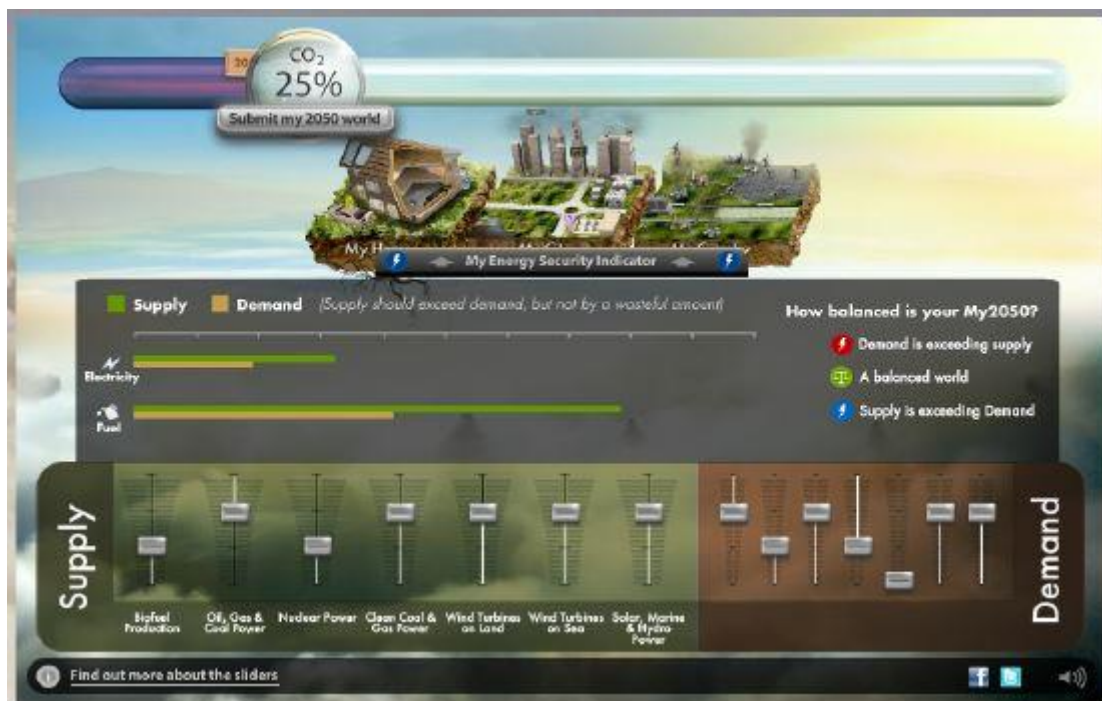 20
CO₂
25%
Submit my 2050 world
My Energy Security Indicator
Supply
Demand
(Supply should exceed demand, but not by a wasteful amount)
How balanced is your My2050?
Demand is exceeding supply
A balanced world
Supply is exceeding Demand
Electricity
Fuel
Supply
Biofuel
Production
Oil, Gas &
Coal Power
Nuclear Power
Clean Coal &
Gas Power
Wind Turbines
on Land
Wind Turbines
on Sea
Solar, Marine
& Hydro
Power
Demand
Find out more about the sliders